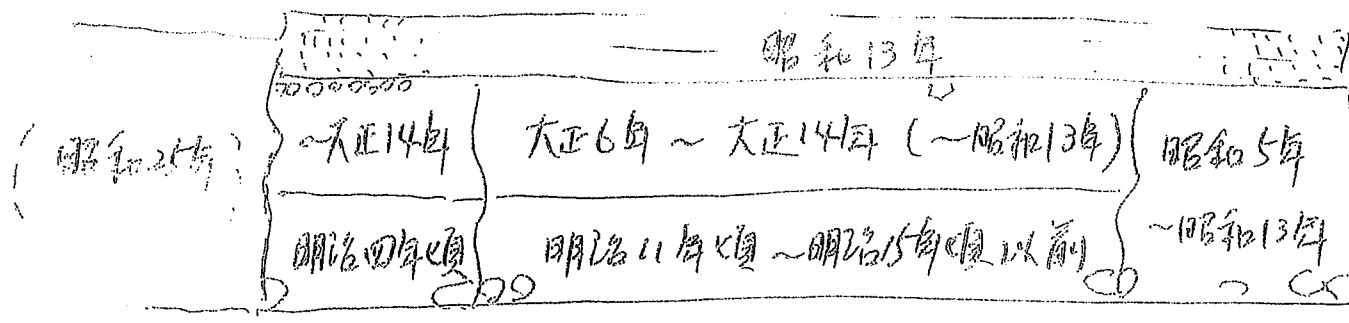 昭和13年
(昭和25年)
～大正14年
大正6年～大正14年(～昭和13年)
昭和5年
～昭和13年
明治四年頃
明治11年頃～明治15年頃以前